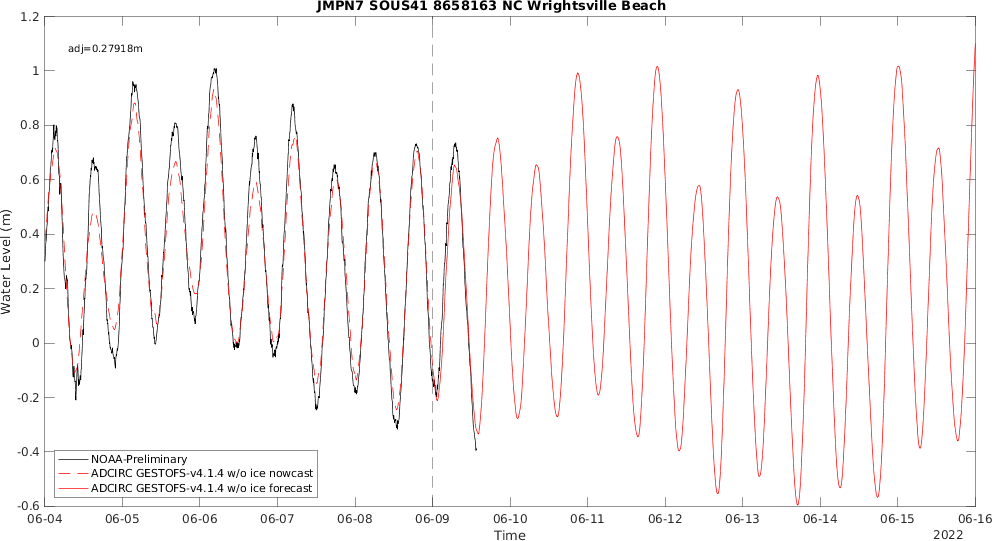 JMPN7 SOUS41 8658163 NC Wrightsville Beach
adj=0.27918m
1.2
1
0.8
0.6
0.4
0.2
0
-0.2
-0.4
-0.6
Water Level (m)
NOAA-Preliminary
ADCIRC GESTOFS-v4.1.4 w/o ice nowcast
ADCIRC GESTOFS-v4.1.4 w/o ice forecast
06-04 06-05 06-06 06-07 06-08 06-09 06-10 06-11 06-12 06-13 06-14 06-15 06-16
Time
2022